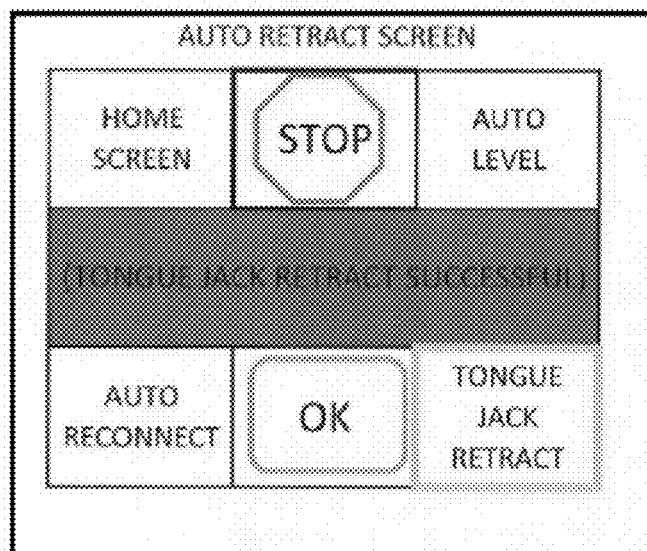 AUTO RETRACT SCREEN
HOME
SCREEN
STOP
AUTO
LEVEL
(TONGUE JACK RETRACT SUCCESSFUL)
AUTO
RECONNECT
OK
TONGUE
JACK
RETRACT